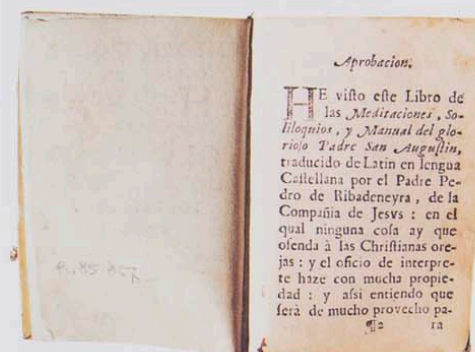 Aprobacion.
HE visto este Libro de
las Meditaciones, So-
liloquios, y Manual del glo-
rioso Padre San Augustin,
traducido de Latin en lengua
Castellana por el Padre Pe-
dro de Ribadeneyra, de la
Compañia de Jesvs : en el
qual ninguna cosa ay que
ofenda à las Christianas ore-
jas : y el oficio de interpre-
te haze con mucha propie-
dad : y assi entiendo que
serà de mucho provecho pa-
¶2 ra